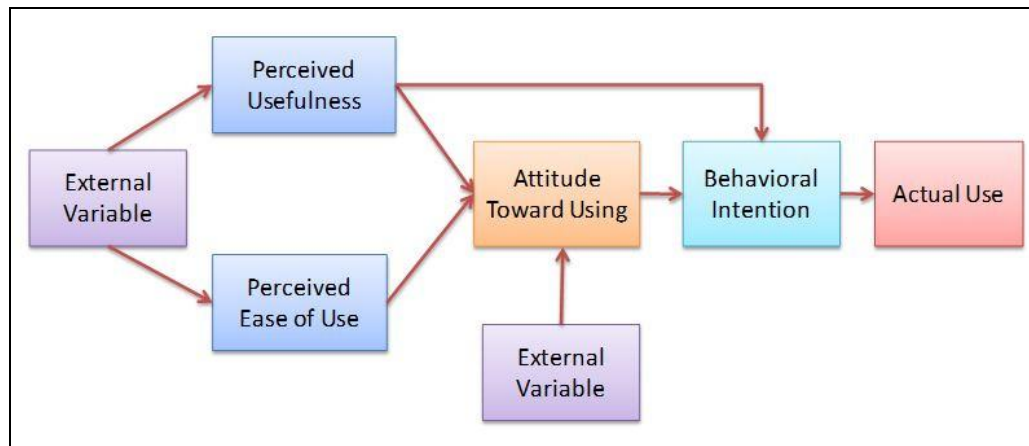 Perceived
Usefulness
External
Variable
Perceived
Ease of Use
Attitude
Toward Using
External
Variable
Behavioral
Intention
Actual Use